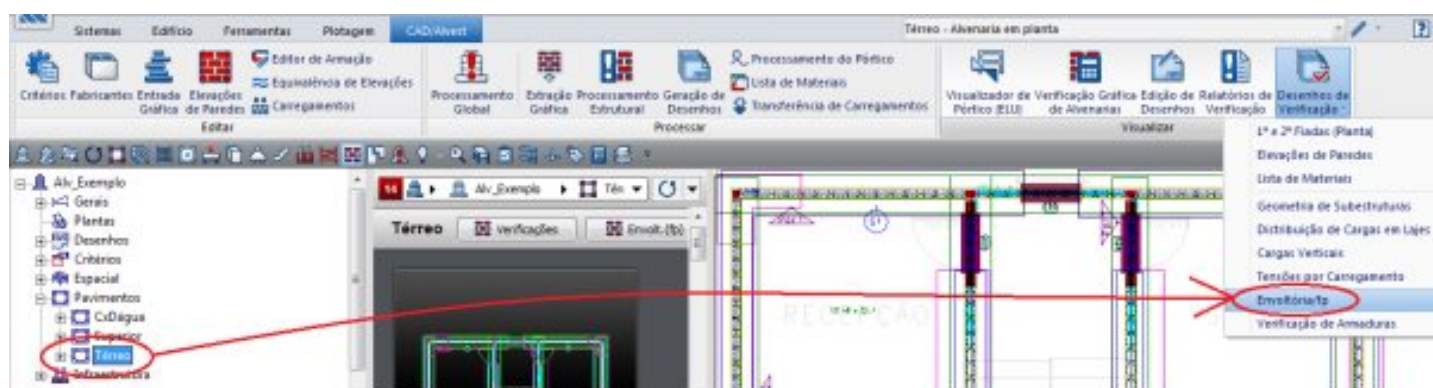 Sistemas Edifício Ferramentas Plotagem CAD/Alvest Térreo - Alvenaria em planta
Critérios Fabricantes Entrada Gráfica Elevações de Paredes
Editor de Armação
Equivalência de Elevações
Carregamentos
Processamento Global Extração Gráfica Processamento Estrutural Geração de Desenhos
Processamento do Pórtico
Lista de Materiais
Transferência de Carregamentos
Visualizador de Pórtico (ELU) Verificação Gráfica de Alvenarias Edição de Desenhos Relatórios de Verificação Desenhos de Verificação
Editar Processar Visualizar
1ª e 2ª Fiadas (Planta)
Elevações de Paredes
Lista de Materiais
Geometria de Subestruturas
Distribuição de Cargas em Lajes
Cargas Verticais
Tensões por Carregamento
Envoltória/fp
Verificação de Armaduras
Alv_Exemplo
Gerais
Plantas
Desenhos
Critérios
Espacial
Pavimentos
CxDágua
Superior
Térreo
Infraestrutura
Alv_Exemplo Tér
Térreo verificações Envolt.(fp)
RECEPÇÃO